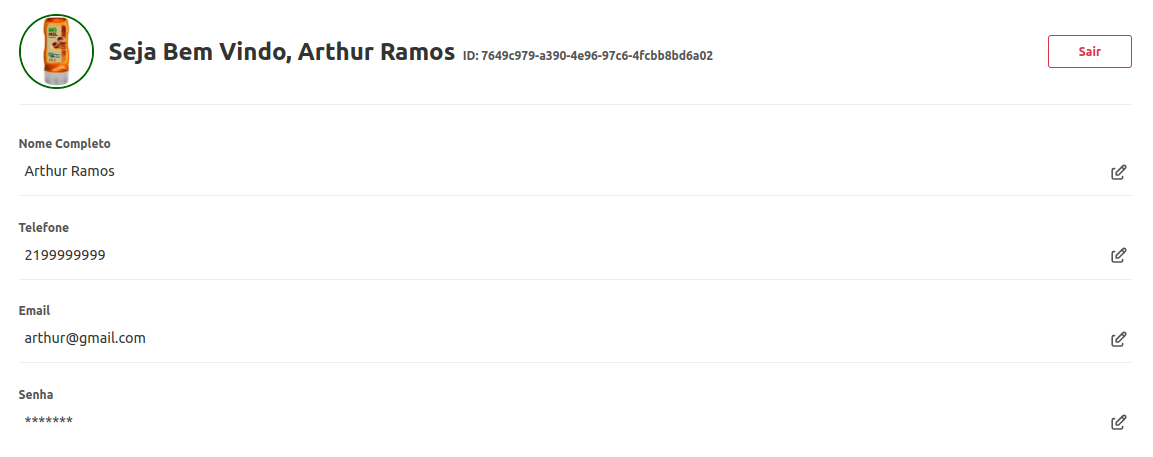 Seja Bem Vindo, Arthur Ramos ID: 7649c979-a390-4e96-97c6-4fcbb8bd6a02
Sair
Nome Completo
Arthur Ramos
Telefone
2199999999
Email
arthur@gmail.com
Senha
*******